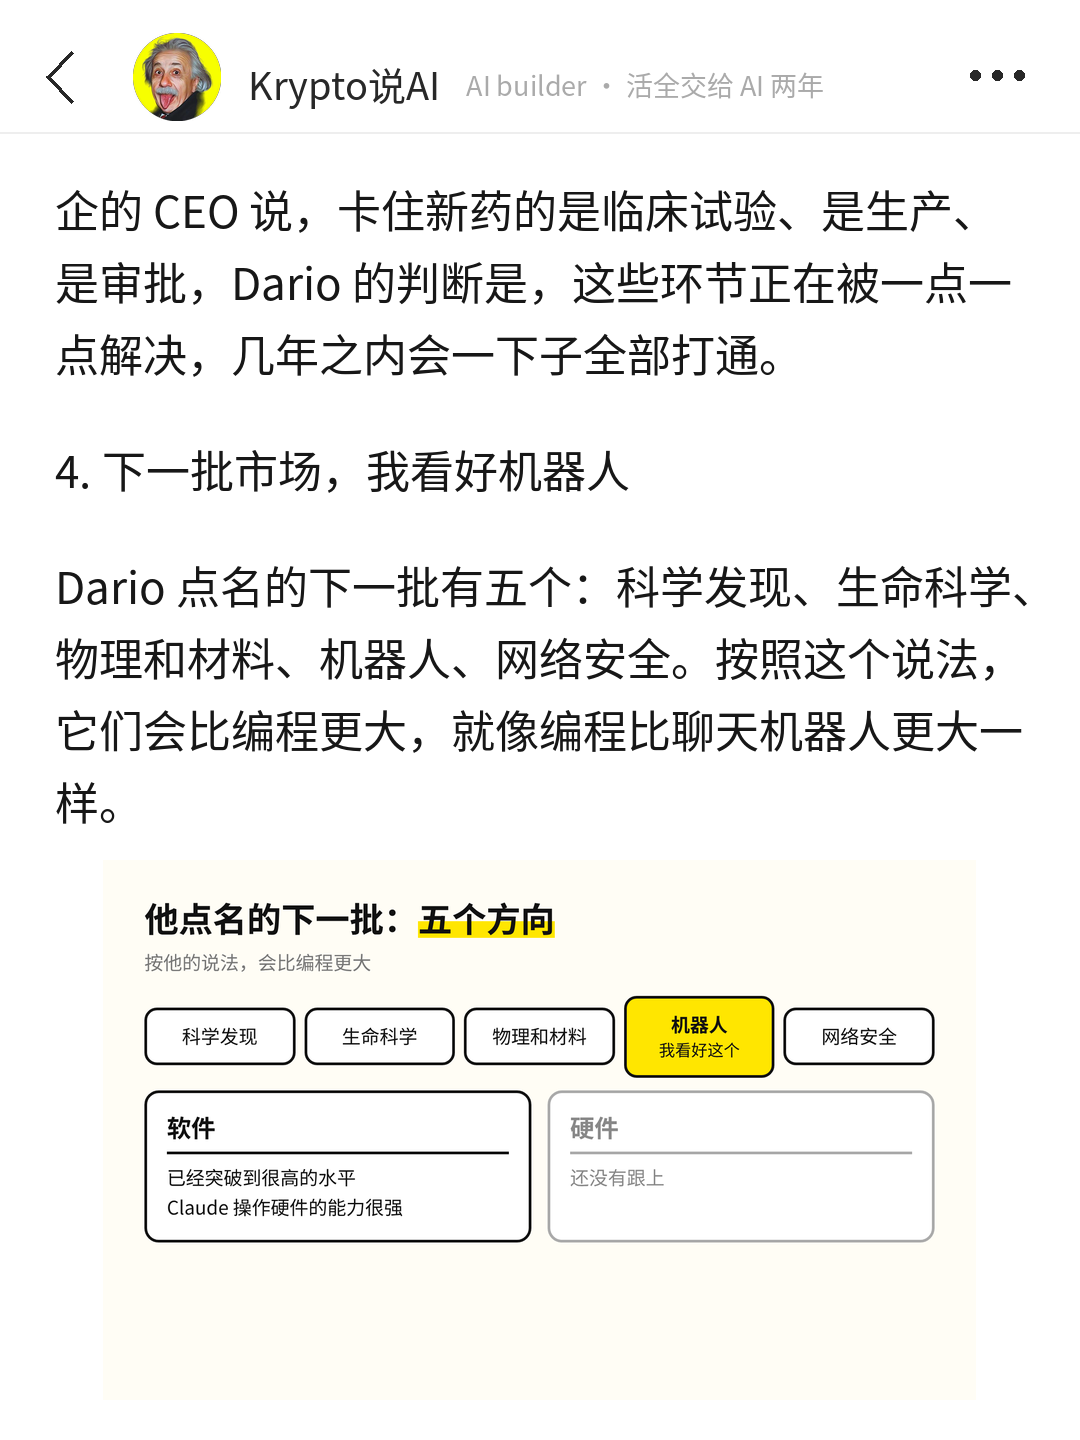 Krypto说AI AI builder · 活全交给 AI 两年
企的 CEO 说，卡住新药的是临床试验、是生产、
是审批，Dario 的判断是，这些环节正在被一点一
点解决，几年之内会一下子全部打通。
4. 下一批市场，我看好机器人
Dario 点名的下一批有五个：科学发现、生命科学、
物理和材料、机器人、网络安全。按照这个说法，
它们会比编程更大，就像编程比聊天机器人更大一
样。
他点名的下一批：五个方向
按他的说法，会比编程更大
科学发现
生命科学
物理和材料
机器人
我看好这个
网络安全
软件
已经突破到很高的水平
Claude 操作硬件的能力很强
硬件
还没有跟上